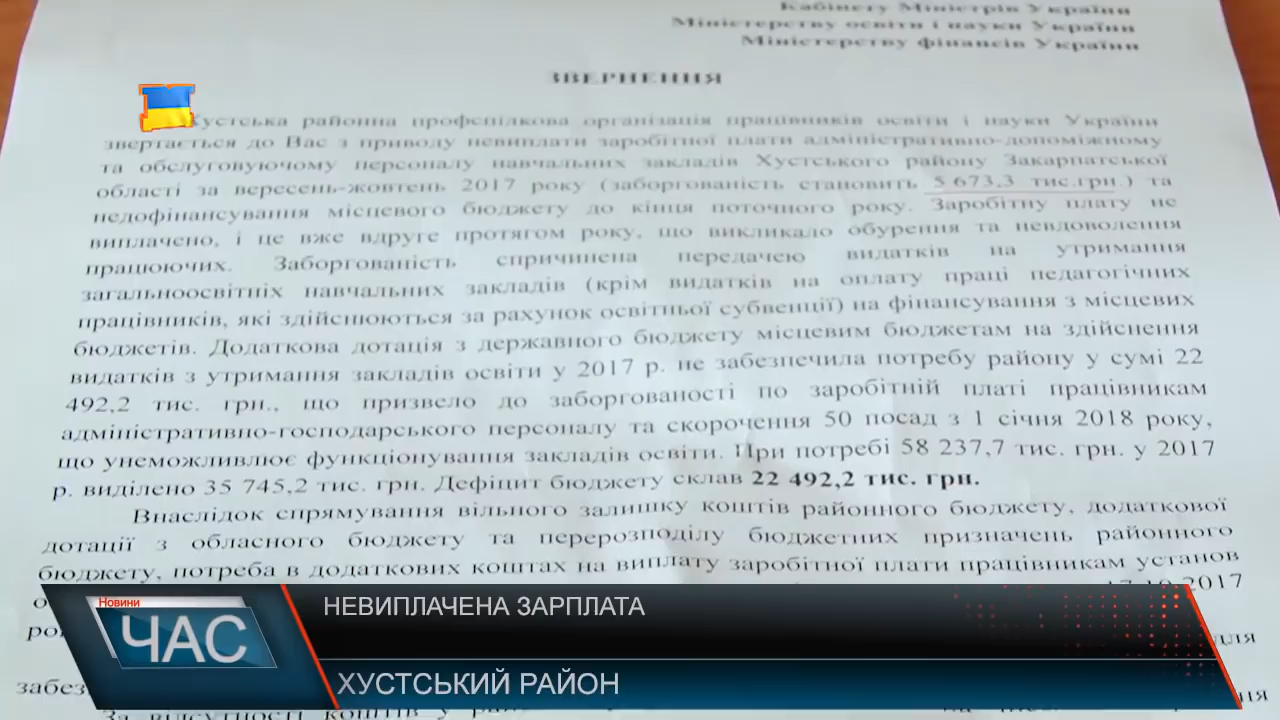 Кабінету Міністрів України
Міністерству освіти і науки України
Міністерству фінансів України
ЗВЕРНЕННЯ
Хустська районна профспілкова організація працівників освіти і науки України
звертається до Вас з приводу невиплати заробітної плати адміністративно-допоміжному
та обслуговуючому персоналу навчальних закладів Хустського району Закарпатської
області за вересень-жовтень 2017 року (заборгованість становить 5 673,3 тис.грн.) та
недофінансування місцевого бюджету до кінця поточного року. Заробітну плату не
виплачено, і це вже вдруге протягом року, що викликало обурення та невдоволення
працюючих. Заборгованість спричинена передачею видатків на утримання
загальноосвітніх навчальних закладів (крім видатків на оплату праці педагогічних
працівників, які здійснюються за рахунок освітньої субвенції) на фінансування з місцевих
бюджетів. Додаткова дотація з державного бюджету місцевим бюджетам на здійснення
видатків з утримання закладів освіти у 2017 р. не забезпечила потребу району у сумі 22
492,2 тис. грн., що призвело до заборгованості по заробітній платі працівникам
адміністративно-господарського персоналу та скорочення 50 посад з 1 січня 2018 року,
що унеможливлює функціонування закладів освіти. При потребі 58 237,7 тис. грн. у 2017
р. виділено 35 745,2 тис. грн. Дефіцит бюджету склав 22 492,2 тис. грн.
Внаслідок спрямування вільного залишку коштів районного бюджету, додаткової
дотації з обласного бюджету та перерозподілу бюджетних призначень районного
бюджету, потреба в додаткових коштах на виплату заробітної плати працівникам установ
2017
для
За відсутності коштів у
Новини
ЧАС
НЕВИПЛАЧЕНА ЗАРПЛАТА
ХУСТСЬКИЙ РАЙОН